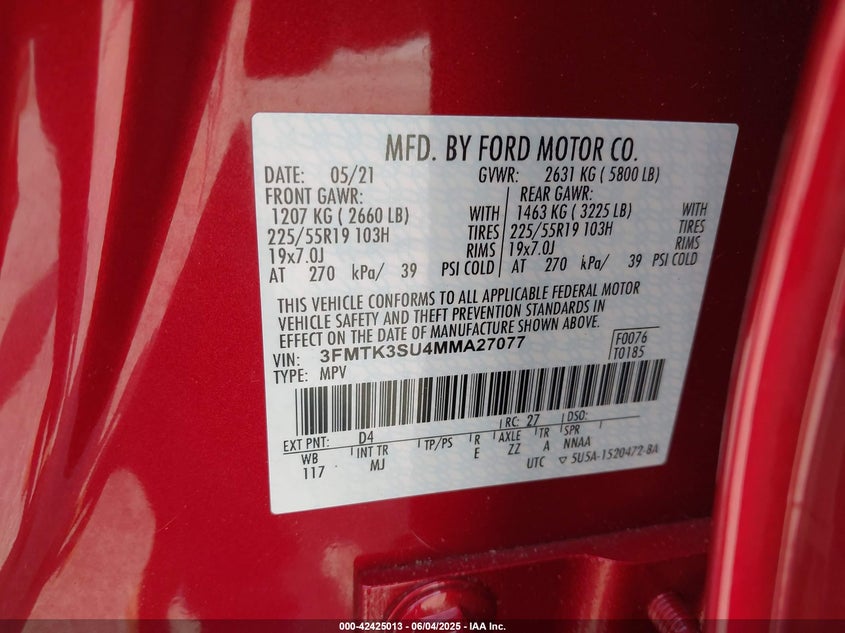 MFD. BY FORD MOTOR CO.
DATE: 05/21 GVWR: 2631 KG ( 5800 LB)
FRONT GAWR: REAR GAWR:
1207 KG ( 2660 LB) WITH 1463 KG ( 3225 LB) WITH
225/55R19 103H TIRES 225/55R19 103H TIRES
19x7.0J RIMS 19x7.0J RIMS
AT 270 kPa/ 39 PSI COLD AT 270 kPa/ 39 PSI COLD
THIS VEHICLE CONFORMS TO ALL APPLICABLE FEDERAL MOTOR
VEHICLE SAFETY AND THEFT PREVENTION STANDARDS IN
EFFECT ON THE DATE OF MANUFACTURE SHOWN ABOVE.
VIN: 3FMTK3SU4MMA27077 F0076
TYPE: MPV T0185
EXT PNT: D4 RC: 27 DSO:
WB INT TR TP/PS R AXLE TR SPR
117 MJ E ZZ A NNAA
UTC ▽ 5U5A-1520472-BA
000-42425013 - 06/04/2025 - IAA Inc.